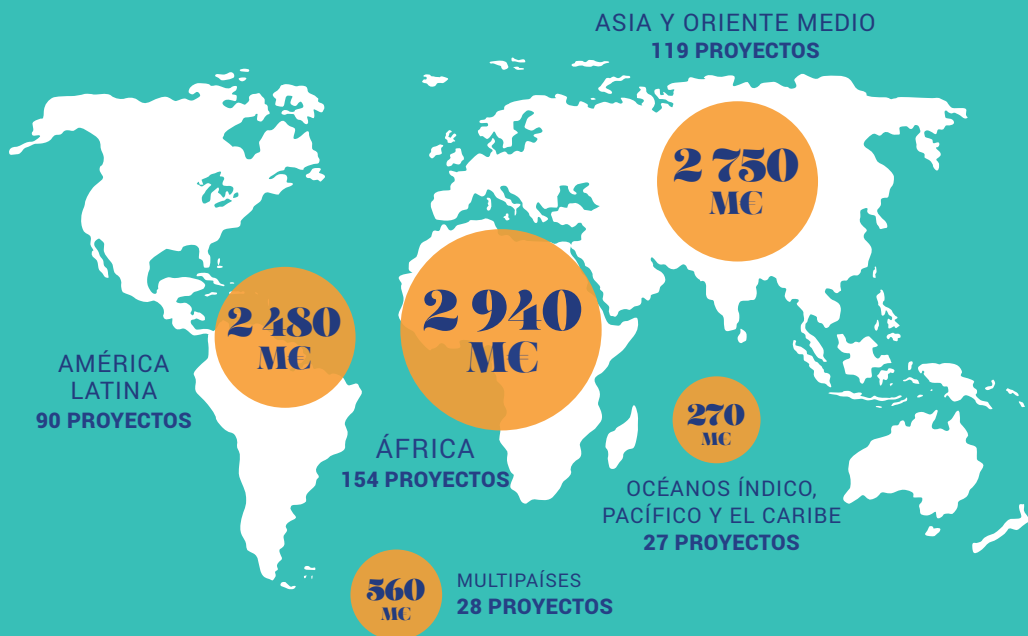 ASIA Y ORIENTE MEDIO
119 PROYECTOS
2 750
M€
2 480
M€
AMÉRICA
LATINA
90 PROYECTOS
2 940
M€
ÁFRICA
154 PROYECTOS
270
M€
OCÉANOS ÍNDICO,
PACÍFICO Y EL CARIBE
27 PROYECTOS
560
M€
MULTIPAÍSES
28 PROYECTOS